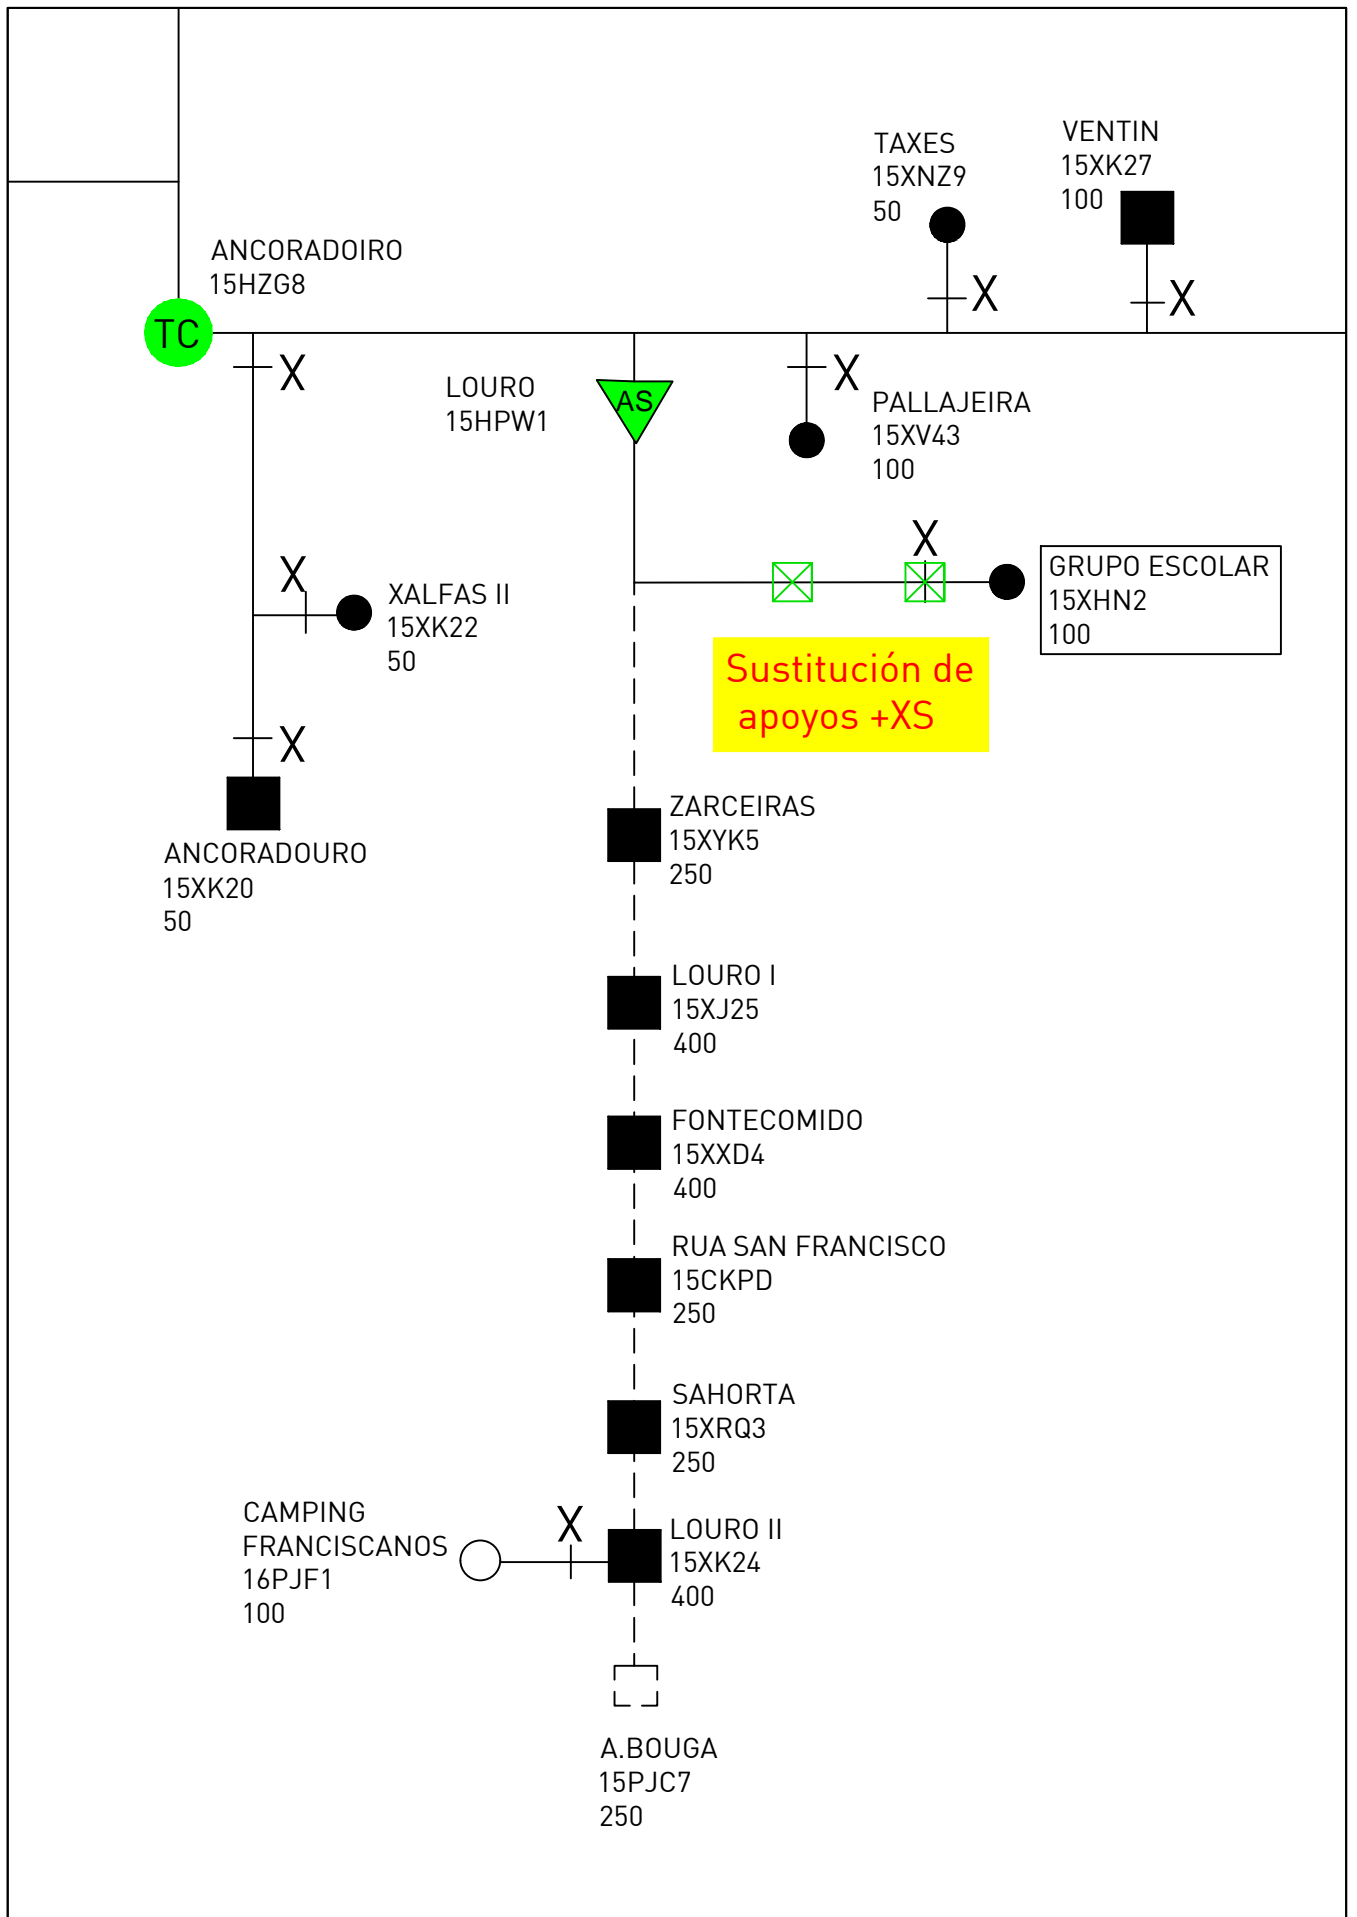 TAXES
15XNZ9
50
VENTIN
15XK27
100
X
X
ANCORADOIRO
15HZG8
TC
X
LOURO
15HPW1
AS
X
PALLAJEIRA
15XV43
100
X
XALFAS II
15XK22
50
X
GRUPO ESCOLAR
15XHN2
100
Sustitución de
apoyos +XS
X
ANCORADOURO
15XK20
50
ZARCEIRAS
15XYK5
250
LOURO I
15XJ25
400
FONTECOMIDO
15XXD4
400
RUA SAN FRANCISCO
15CKPD
250
SAHORTA
15XRQ3
250
CAMPING
FRANCISCANOS
16PJF1
100
X
LOURO II
15XK24
400
A.BOUGA
15PJC7
250